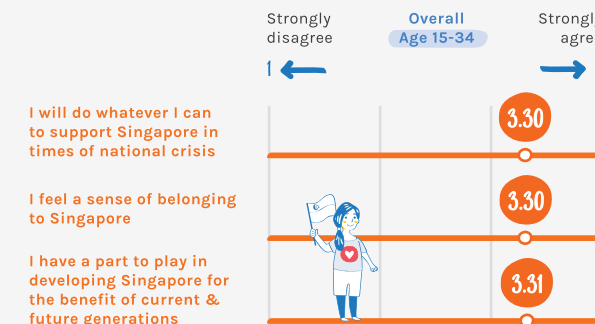 Strongly
disagree
Overall
Age 15-34
Strongly
agre
1
I will do whatever I can
to support Singapore in
times of national crisis
3.30
I feel a sense of belonging
to Singapore
3.30
I have a part to play in
developing Singapore for
the benefit of current &
future generations
3.31